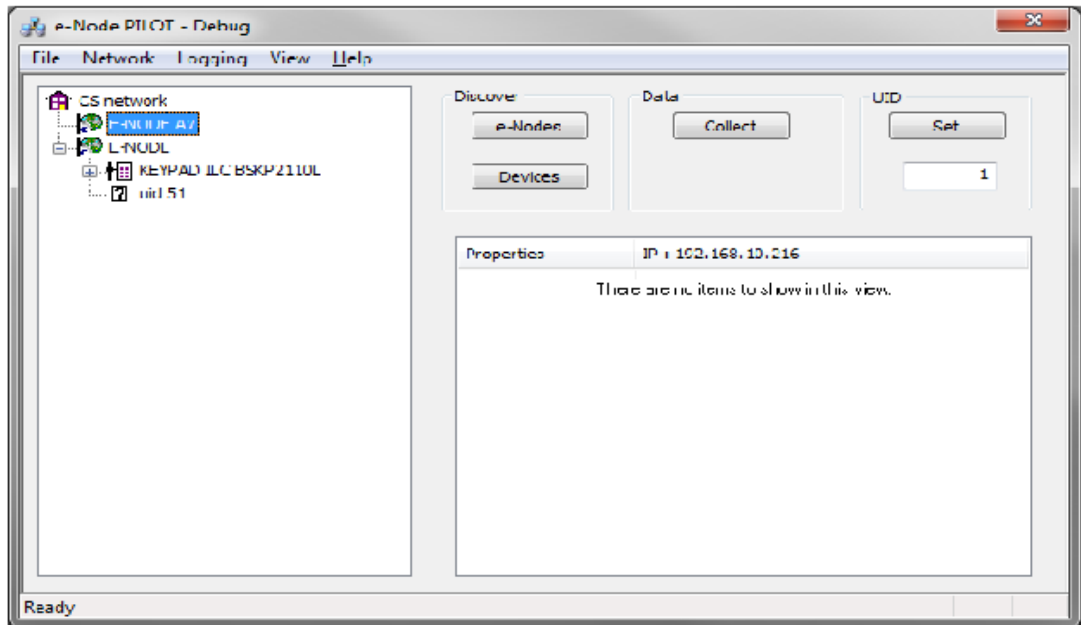 e-Node PILOT - Debug
File Network Logging View Help
CS network
E-NODE A7
E-NODE
KEYPAD ILC BSKP2110L
uid 51
Discover
e-Nodes
Devices
Data
Collect
UID
Set
1
Properties
IP : 192.168.10.216
There are no items to show in this view.
Ready